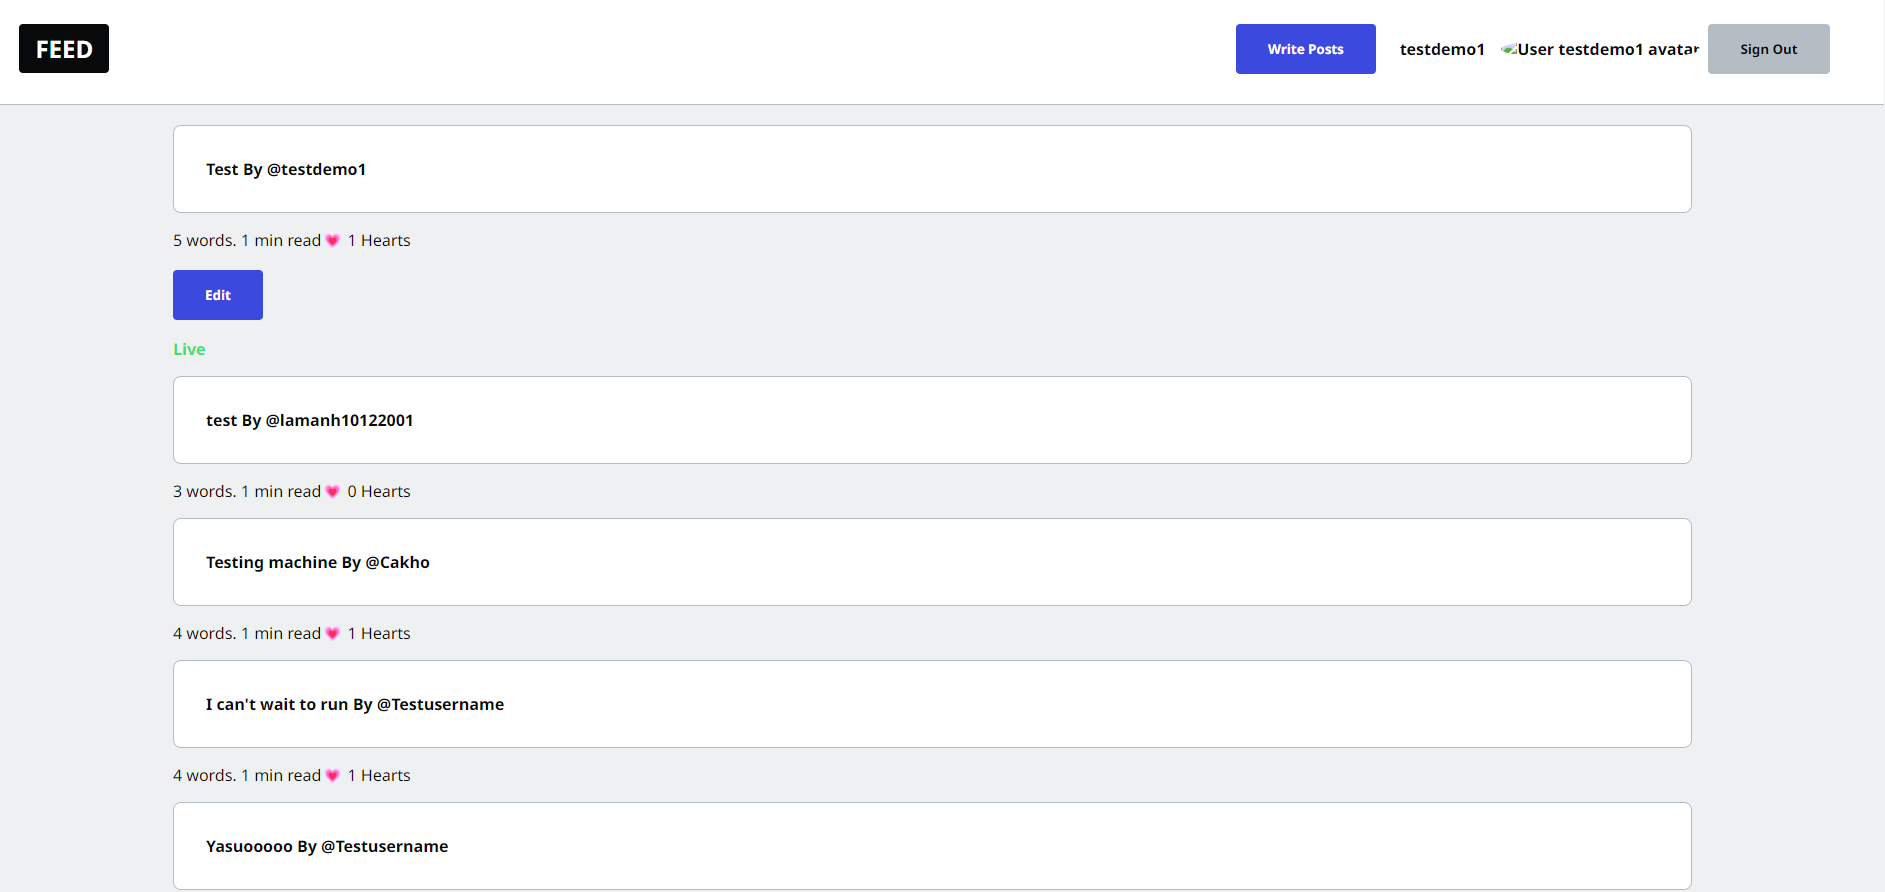 FEED
Write Posts
testdemo1
User testdemo1 avatar
Sign Out
Test By @testdemo1
5 words. 1 min read💗 1 Hearts
Edit
Live
test By @lamanh10122001
3 words. 1 min read💗 0 Hearts
Testing machine By @Cakho
4 words. 1 min read💗 1 Hearts
I can't wait to run By @Testusername
4 words. 1 min read💗 1 Hearts
Yasuooooo By @Testusername